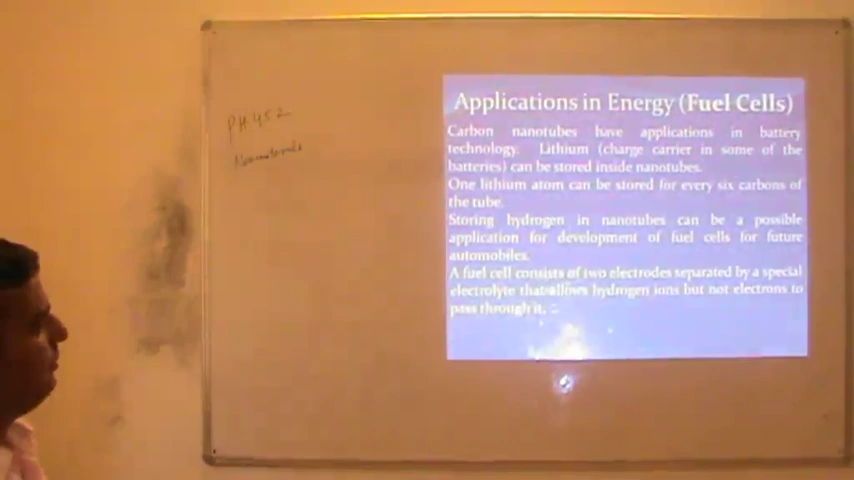 PH 452
Nanomaterials
Applications in Energy (Fuel Cells)
Carbon nanotubes have applications in battery
technology. Lithium (charge carrier in some of the
batteries) can be stored inside nanotubes.
One lithium atom can be stored for every six carbons of
the tube.
Storing hydrogen in nanotubes can be a possible
application for development of fuel cells for future
automobiles.
A fuel cell consists of two electrodes separated by a special
electrolyte that allows hydrogen ions but not electrons to
pass through it.